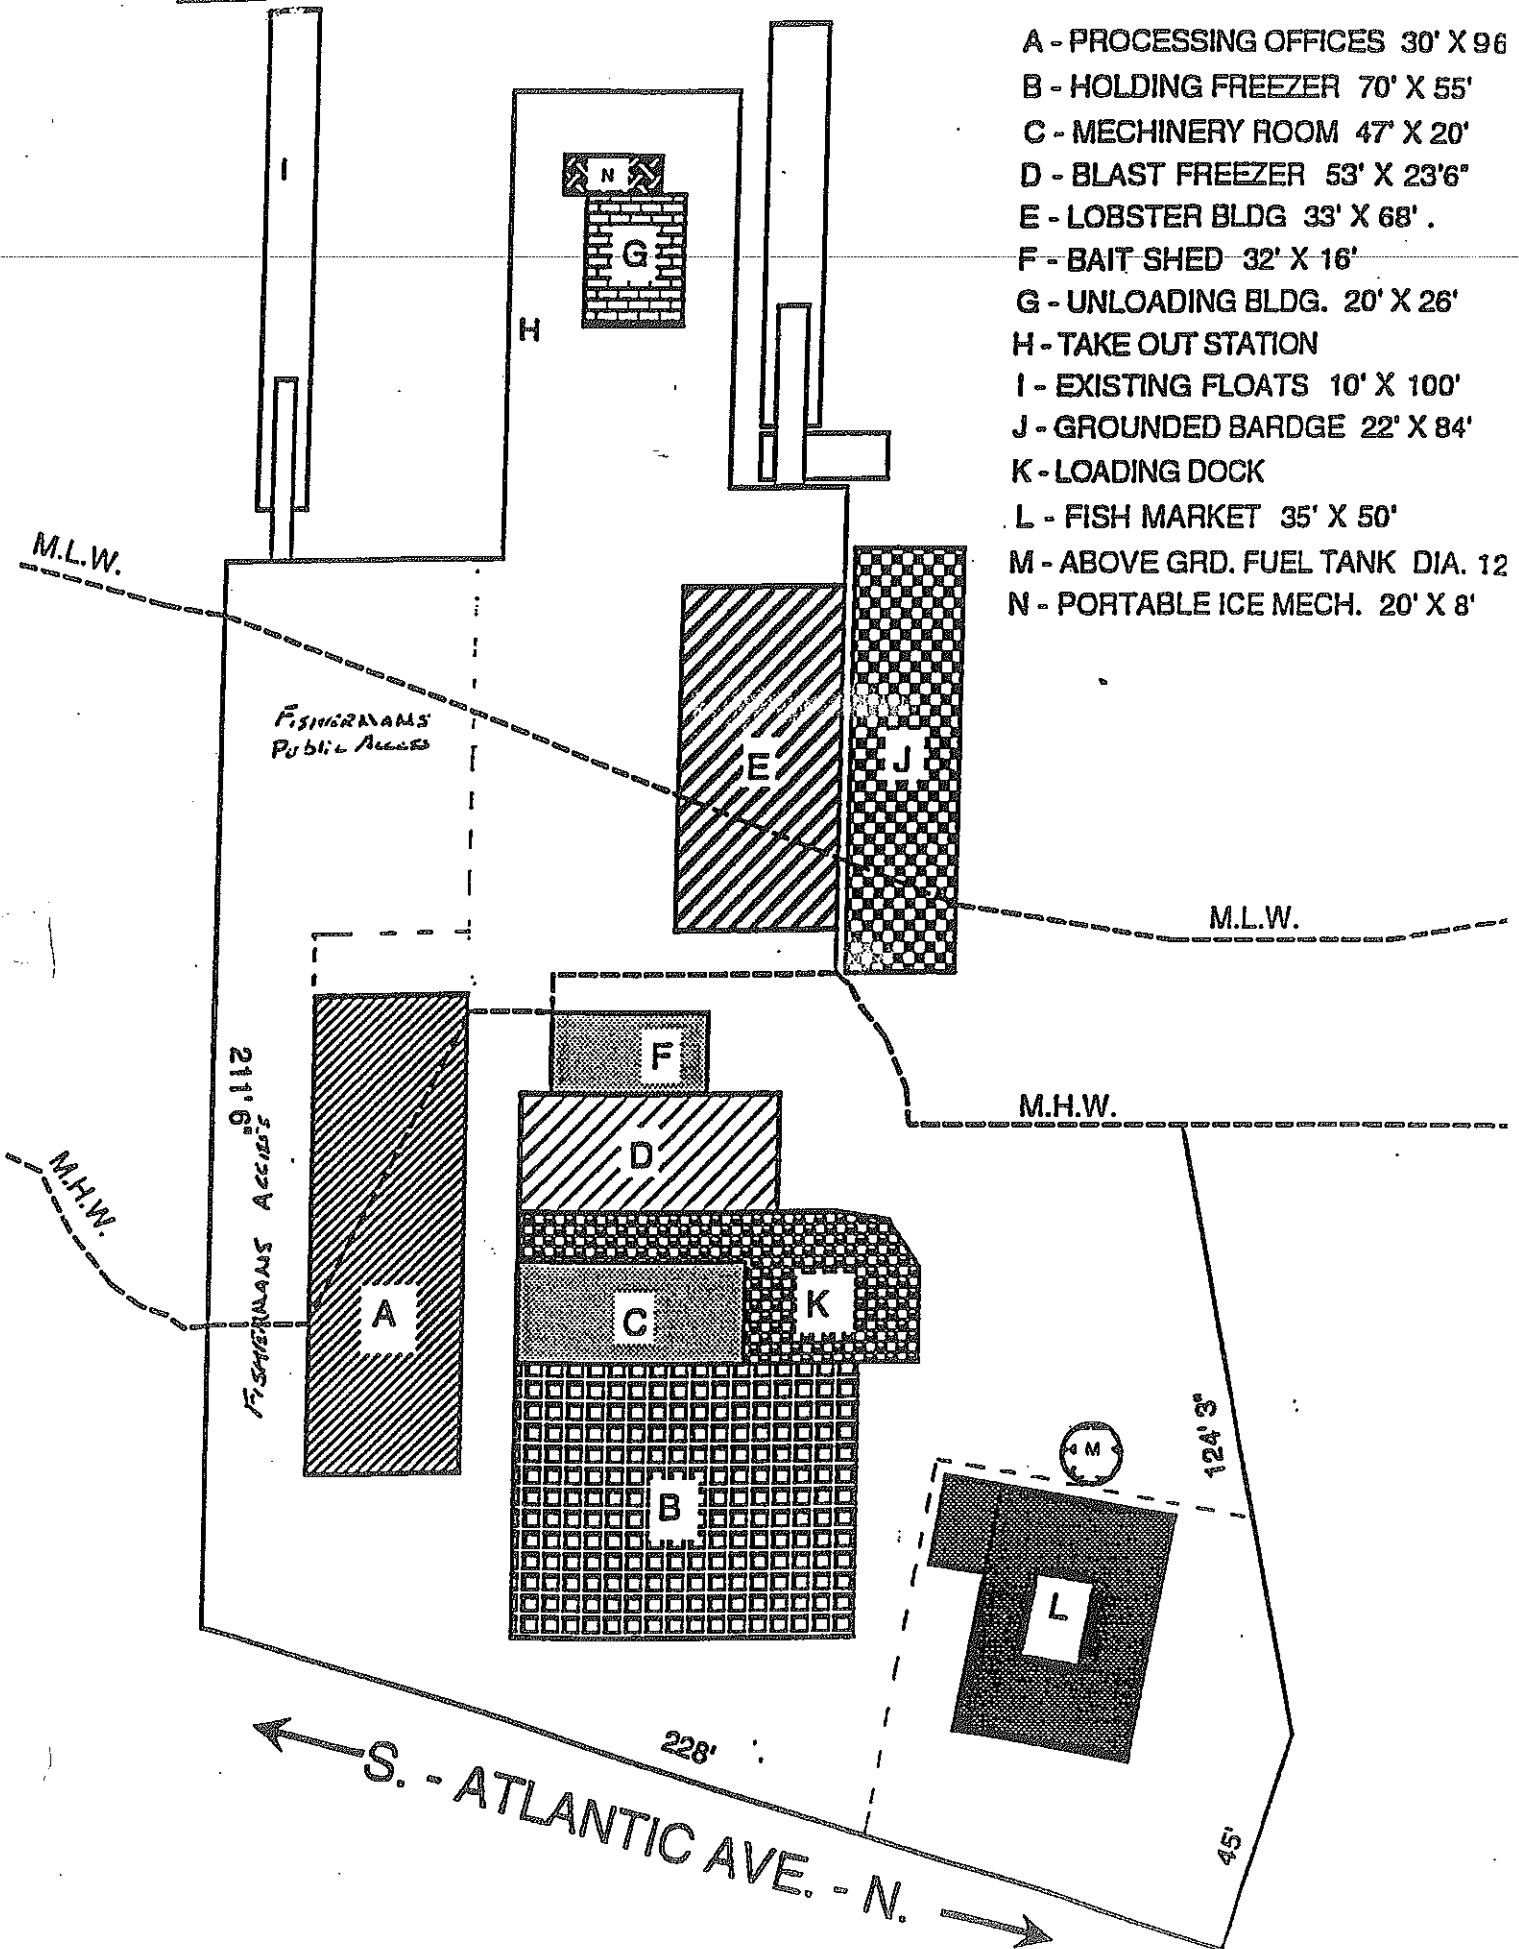 A - PROCESSING OFFICES 30' X 96
B - HOLDING FREEZER 70' X 55'
C - MECHINERY ROOM 47' X 20'
D - BLAST FREEZER 53' X 23'6"
E - LOBSTER BLDG 33' X 68' .
F - BAIT SHED 32' X 16'
G - UNLOADING BLDG. 20' X 26'
H - TAKE OUT STATION
I - EXISTING FLOATS 10' X 100'
J - GROUNDED BARDGE 22' X 84'
K - LOADING DOCK
L - FISH MARKET 35' X 50'
M - ABOVE GRD. FUEL TANK DIA. 12
N - PORTABLE ICE MECH. 20' X 8'
I
N
G
H
M.L.W.
FISHERMANS
Public Access
E
J
M.L.W.
211'6"
FISHERMANS ACCESS
F
M.H.W.
D
M.H.W.
A
C
K
124' 3"
M
B
L
228'
45'
S. - ATLANTIC AVE. - N.